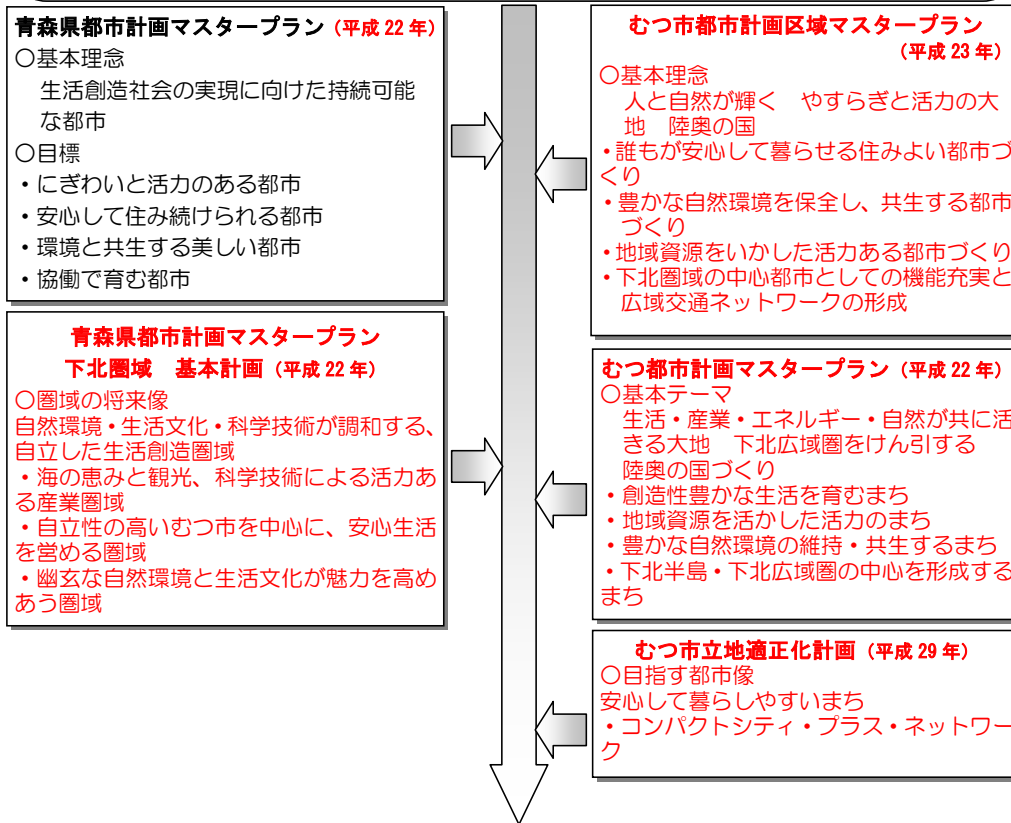 青森県都市計画マスタープラン（平成22年）
〇基本理念
生活創造社会の実現に向けた持続可能
な都市
〇目標
・にぎわいと活力のある都市
・安心して住み続けられる都市
・環境と共生する美しい都市
・協働で育む都市
青森県都市計画マスタープラン
下北圏域　基本計画（平成22年）
〇圏域の将来像
自然環境・生活文化・科学技術が調和する、
自立した生活創造圏域
・海の恵みと観光、科学技術による活力あ
る産業圏域
・自立性の高いむつ市を中心に、安心生活
を営める圏域
・幽玄な自然環境と生活文化が魅力を高め
あう圏域
むつ市都市計画区域マスタープラン
（平成23年）
〇基本理念
人と自然が輝く　やすらぎと活力の大
地　陸奥の国
・誰もが安心して暮らせる住みよい都市づ
くり
・豊かな自然環境を保全し、共生する都市
づくり
・地域資源をいかした活力ある都市づくり
・下北圏域の中心都市としての機能充実と
広域交通ネットワークの形成
むつ都市計画マスタープラン（平成22年）
〇基本テーマ
生活・産業・エネルギー・自然が共に活
きる大地　下北広域圏をけん引する
陸奥の国づくり
・創造性豊かな生活を育むまち
・地域資源を活かした活力のまち
・豊かな自然環境の維持・共生するまち
・下北半島・下北広域圏の中心を形成する
まち
むつ市立地適正化計画（平成29年）
〇目指す都市像
安心して暮らしやすいまち
・コンパクトシティ・プラス・ネットワー
ク